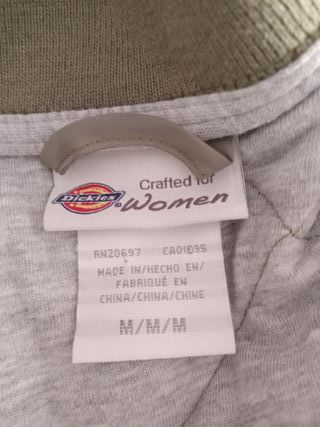 Crafted for
Dickies
Women
RN20697 CA01095
MADE IN/HECHO EN/
FABRIQUÉ EN
CHINA/CHINA/CHINE
M/M/M